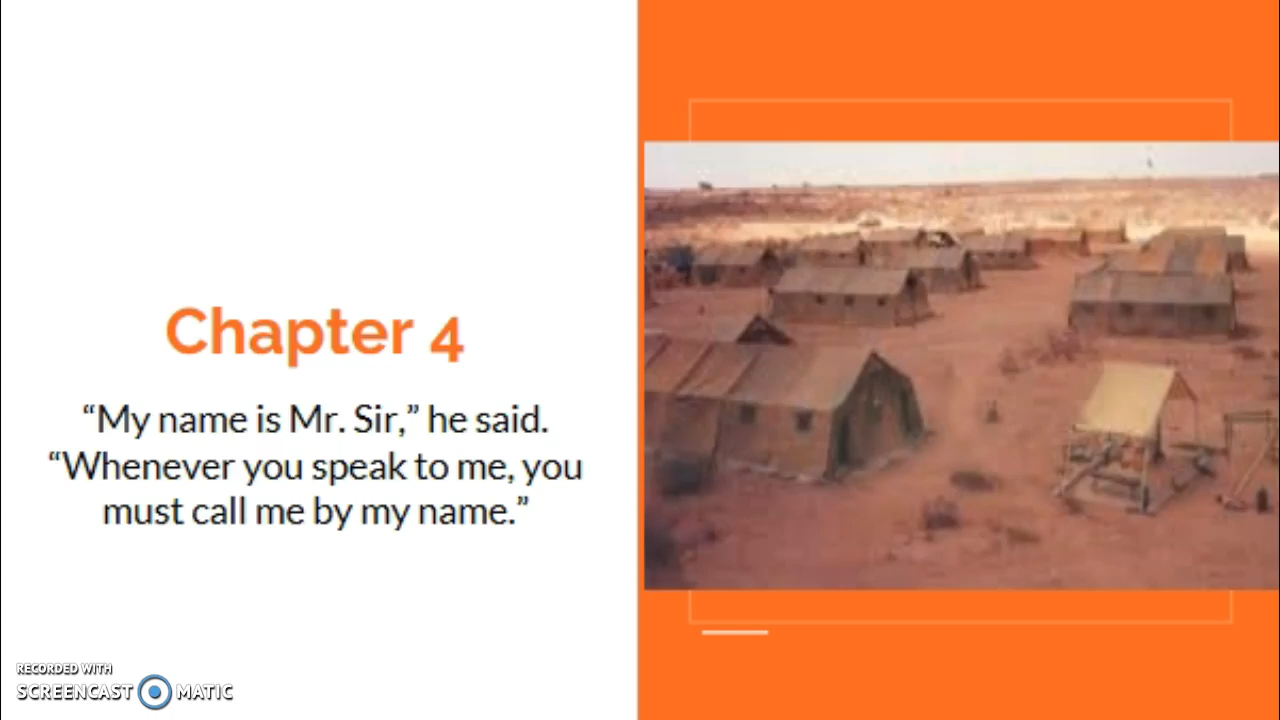 Chapter 4
“My name is Mr. Sir,” he said.
“Whenever you speak to me, you
must call me by my name.”
RECORDED WITH
SCREENCAST MATIC